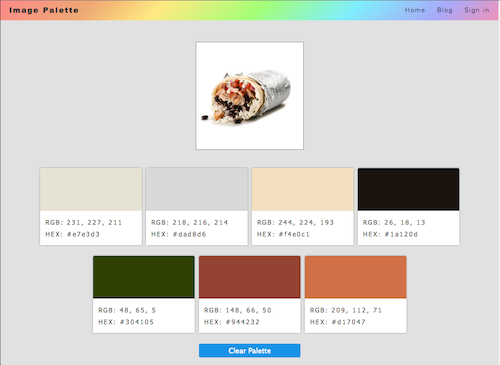 Image Palette
Home Blog Sign in
RGB: 231, 227, 211
HEX: #e7e3d3
RGB: 218, 216, 214
HEX: #dad8d6
RGB: 244, 224, 193
HEX: #f4e0c1
RGB: 26, 18, 13
HEX: #1a120d
RGB: 48, 65, 5
HEX: #304105
RGB: 148, 66, 50
HEX: #944232
RGB: 209, 112, 71
HEX: #d17047
Clear Palette